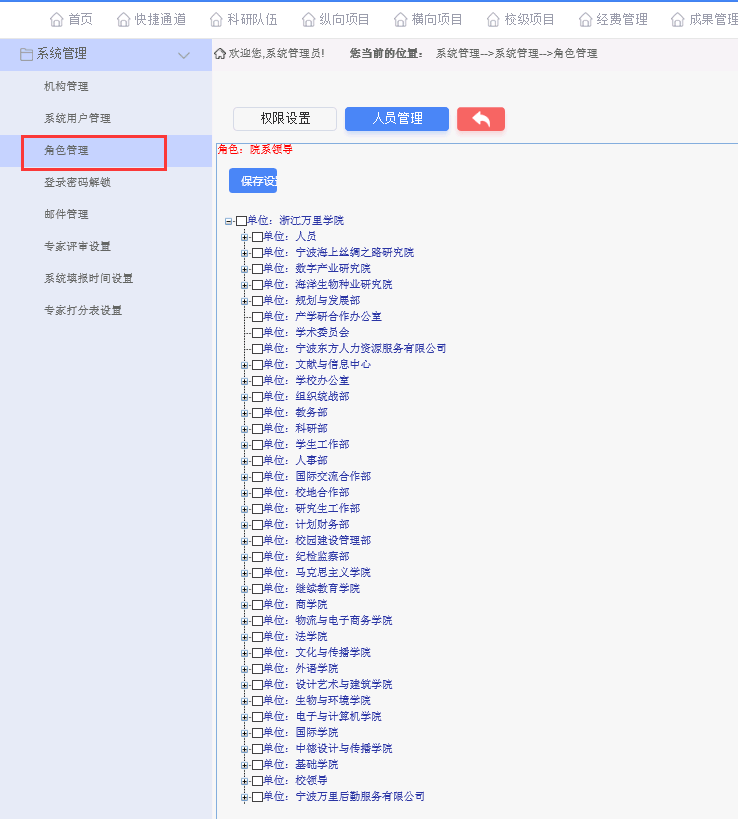 首页 快捷通道 科研队伍 纵向项目 横向项目 校级项目 经费管理 成果管理
系统管理
欢迎您,系统管理员! 您当前的位置: 系统管理-->系统管理-->角色管理
机构管理
系统用户管理
角色管理
登录密码解锁
邮件管理
专家评审设置
系统填报时间设置
专家打分表设置
权限设置 人员管理
角色: 院系领导
保存设
单位: 浙江万里学院
单位: 人员
单位: 宁波海上丝绸之路研究院
单位: 数字产业研究院
单位: 海洋生物种业研究院
单位: 规划与发展部
单位: 产学研合作办公室
单位: 学术委员会
单位: 宁波东方人力资源服务有限公司
单位: 文献与信息中心
单位: 学校办公室
单位: 组织统战部
单位: 教务部
单位: 科研部
单位: 学生工作部
单位: 人事部
单位: 国际交流合作部
单位: 校地合作部
单位: 研究生工作部
单位: 计划财务部
单位: 校园建设管理部
单位: 纪检监察部
单位: 马克思主义学院
单位: 继续教育学院
单位: 商学院
单位: 物流与电子商务学院
单位: 法学院
单位: 文化与传播学院
单位: 外语学院
单位: 设计艺术与建筑学院
单位: 生物与环境学院
单位: 电子与计算机学院
单位: 国际学院
单位: 中德设计与传播学院
单位: 基础学院
单位: 校领导
单位: 宁波万里后勤服务有限公司